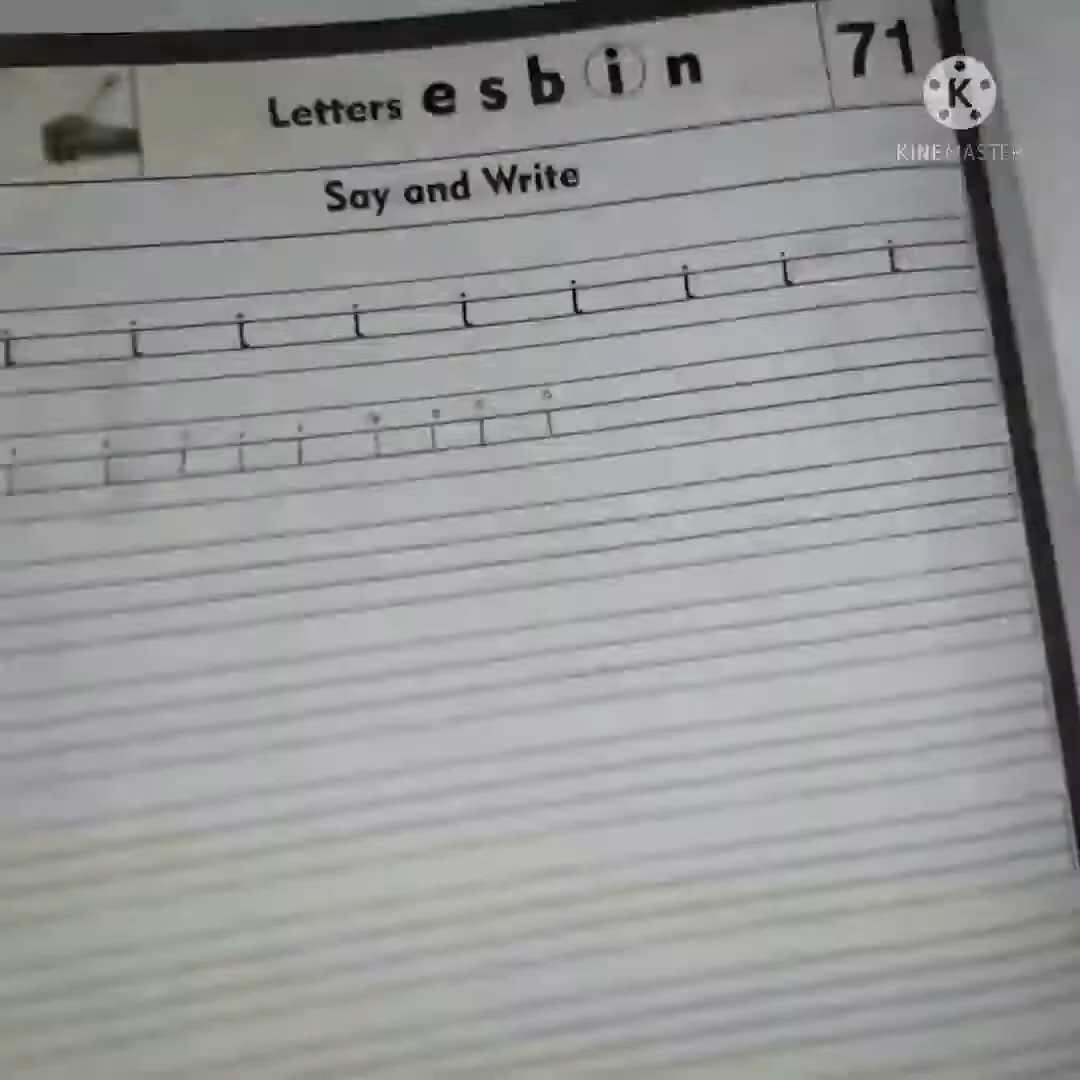 Letters e s b i n
71
K
KINEMASTER
Say and Write
i i i i i i i i i
i i i i i i i i i